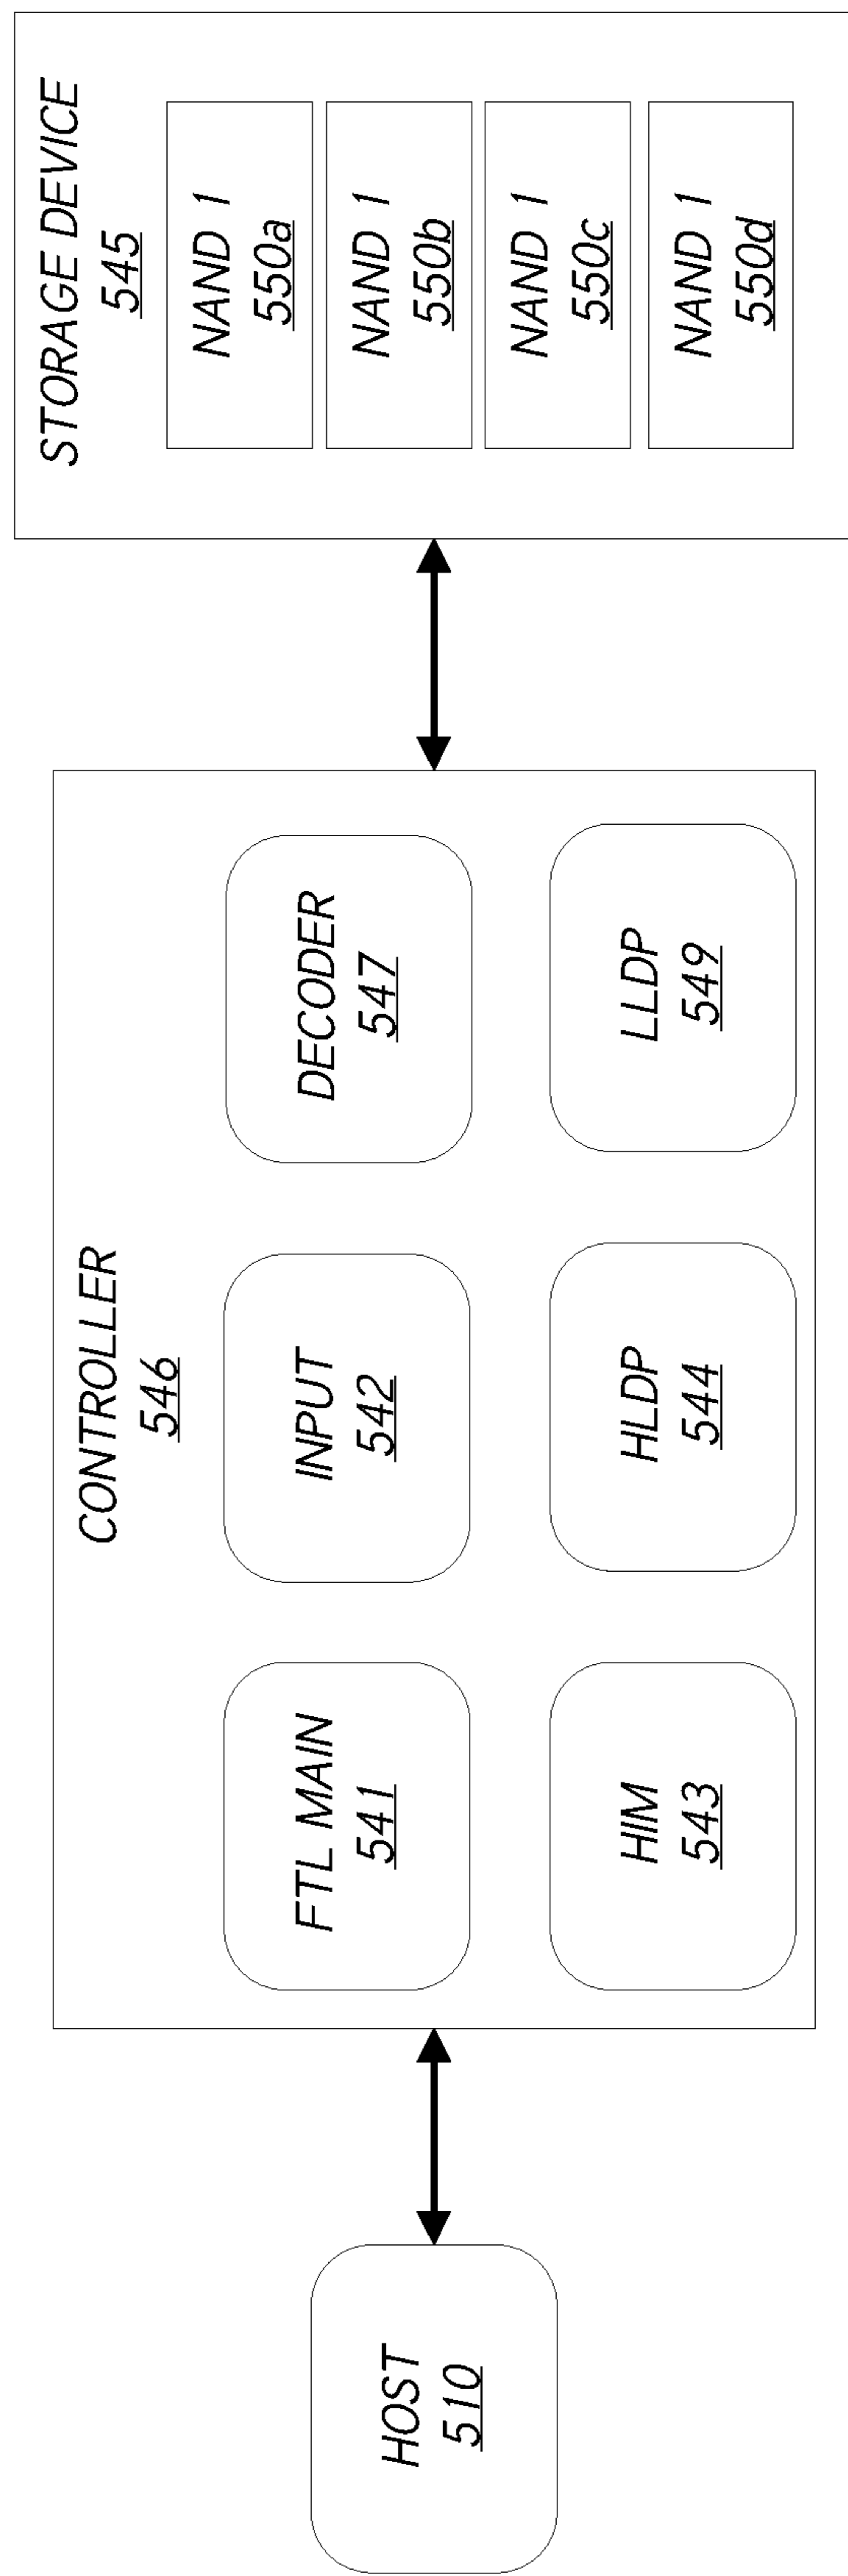 HOST
510
CONTROLLER
546
FTL MAIN
541
INPUT
542
DECODER
547
HIM
543
HLDP
544
LLDP
549
STORAGE DEVICE
545
NAND 1
550a
NAND 1
550b
NAND 1
550c
NAND 1
550d